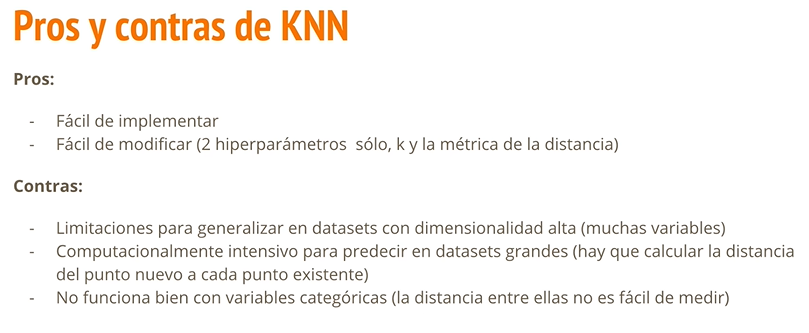 Pros y contras de KNN
Pros:
- Fácil de implementar
- Fácil de modificar (2 hiperparámetros sólo, k y la métrica de la distancia)
Contras:
- Limitaciones para generalizar en datasets con dimensionalidad alta (muchas variables)
- Computacionalmente intensivo para predecir en datasets grandes (hay que calcular la distancia
del punto nuevo a cada punto existente)
- No funciona bien con variables categóricas (la distancia entre ellas no es fácil de medir)